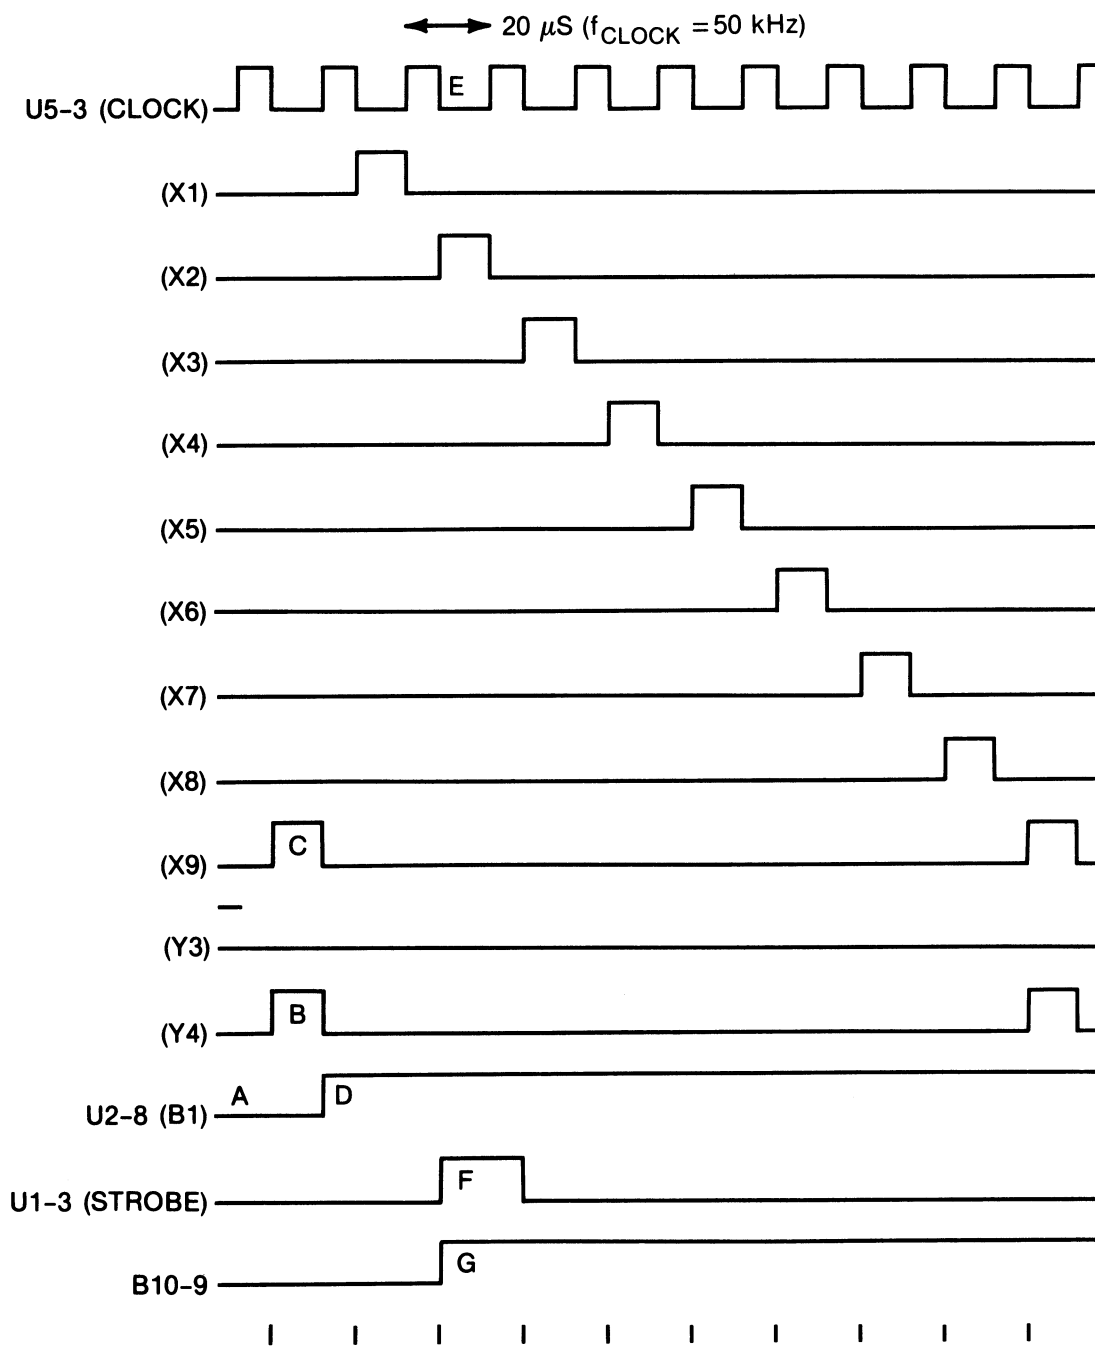 20 μS (fCLOCK = 50 kHz)
E
U5-3 (CLOCK)
(X1)
(X2)
(X3)
(X4)
(X5)
(X6)
(X7)
(X8)
C
(X9)
(Y3)
B
(Y4)
A D
U2-8 (B1)
F
U1-3 (STROBE)
G
B10-9